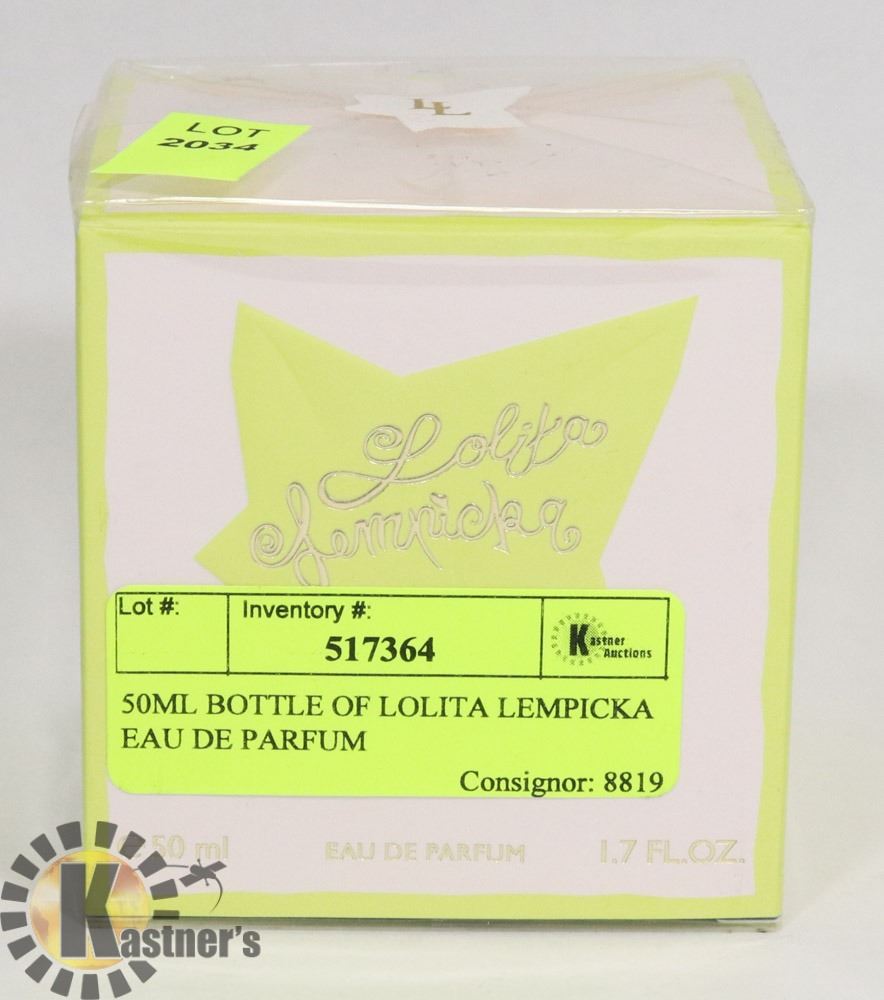 LL
LOT
2034
Lolita
Lempicka
Lot #:
Inventory #:
517364
Kastner
Auctions
50ML BOTTLE OF LOLITA LEMPICKA
EAU DE PARFUM
Consignor: 8819
℮ 50 ml
EAU DE PARFUM
1.7 FL.OZ.
Kastner's